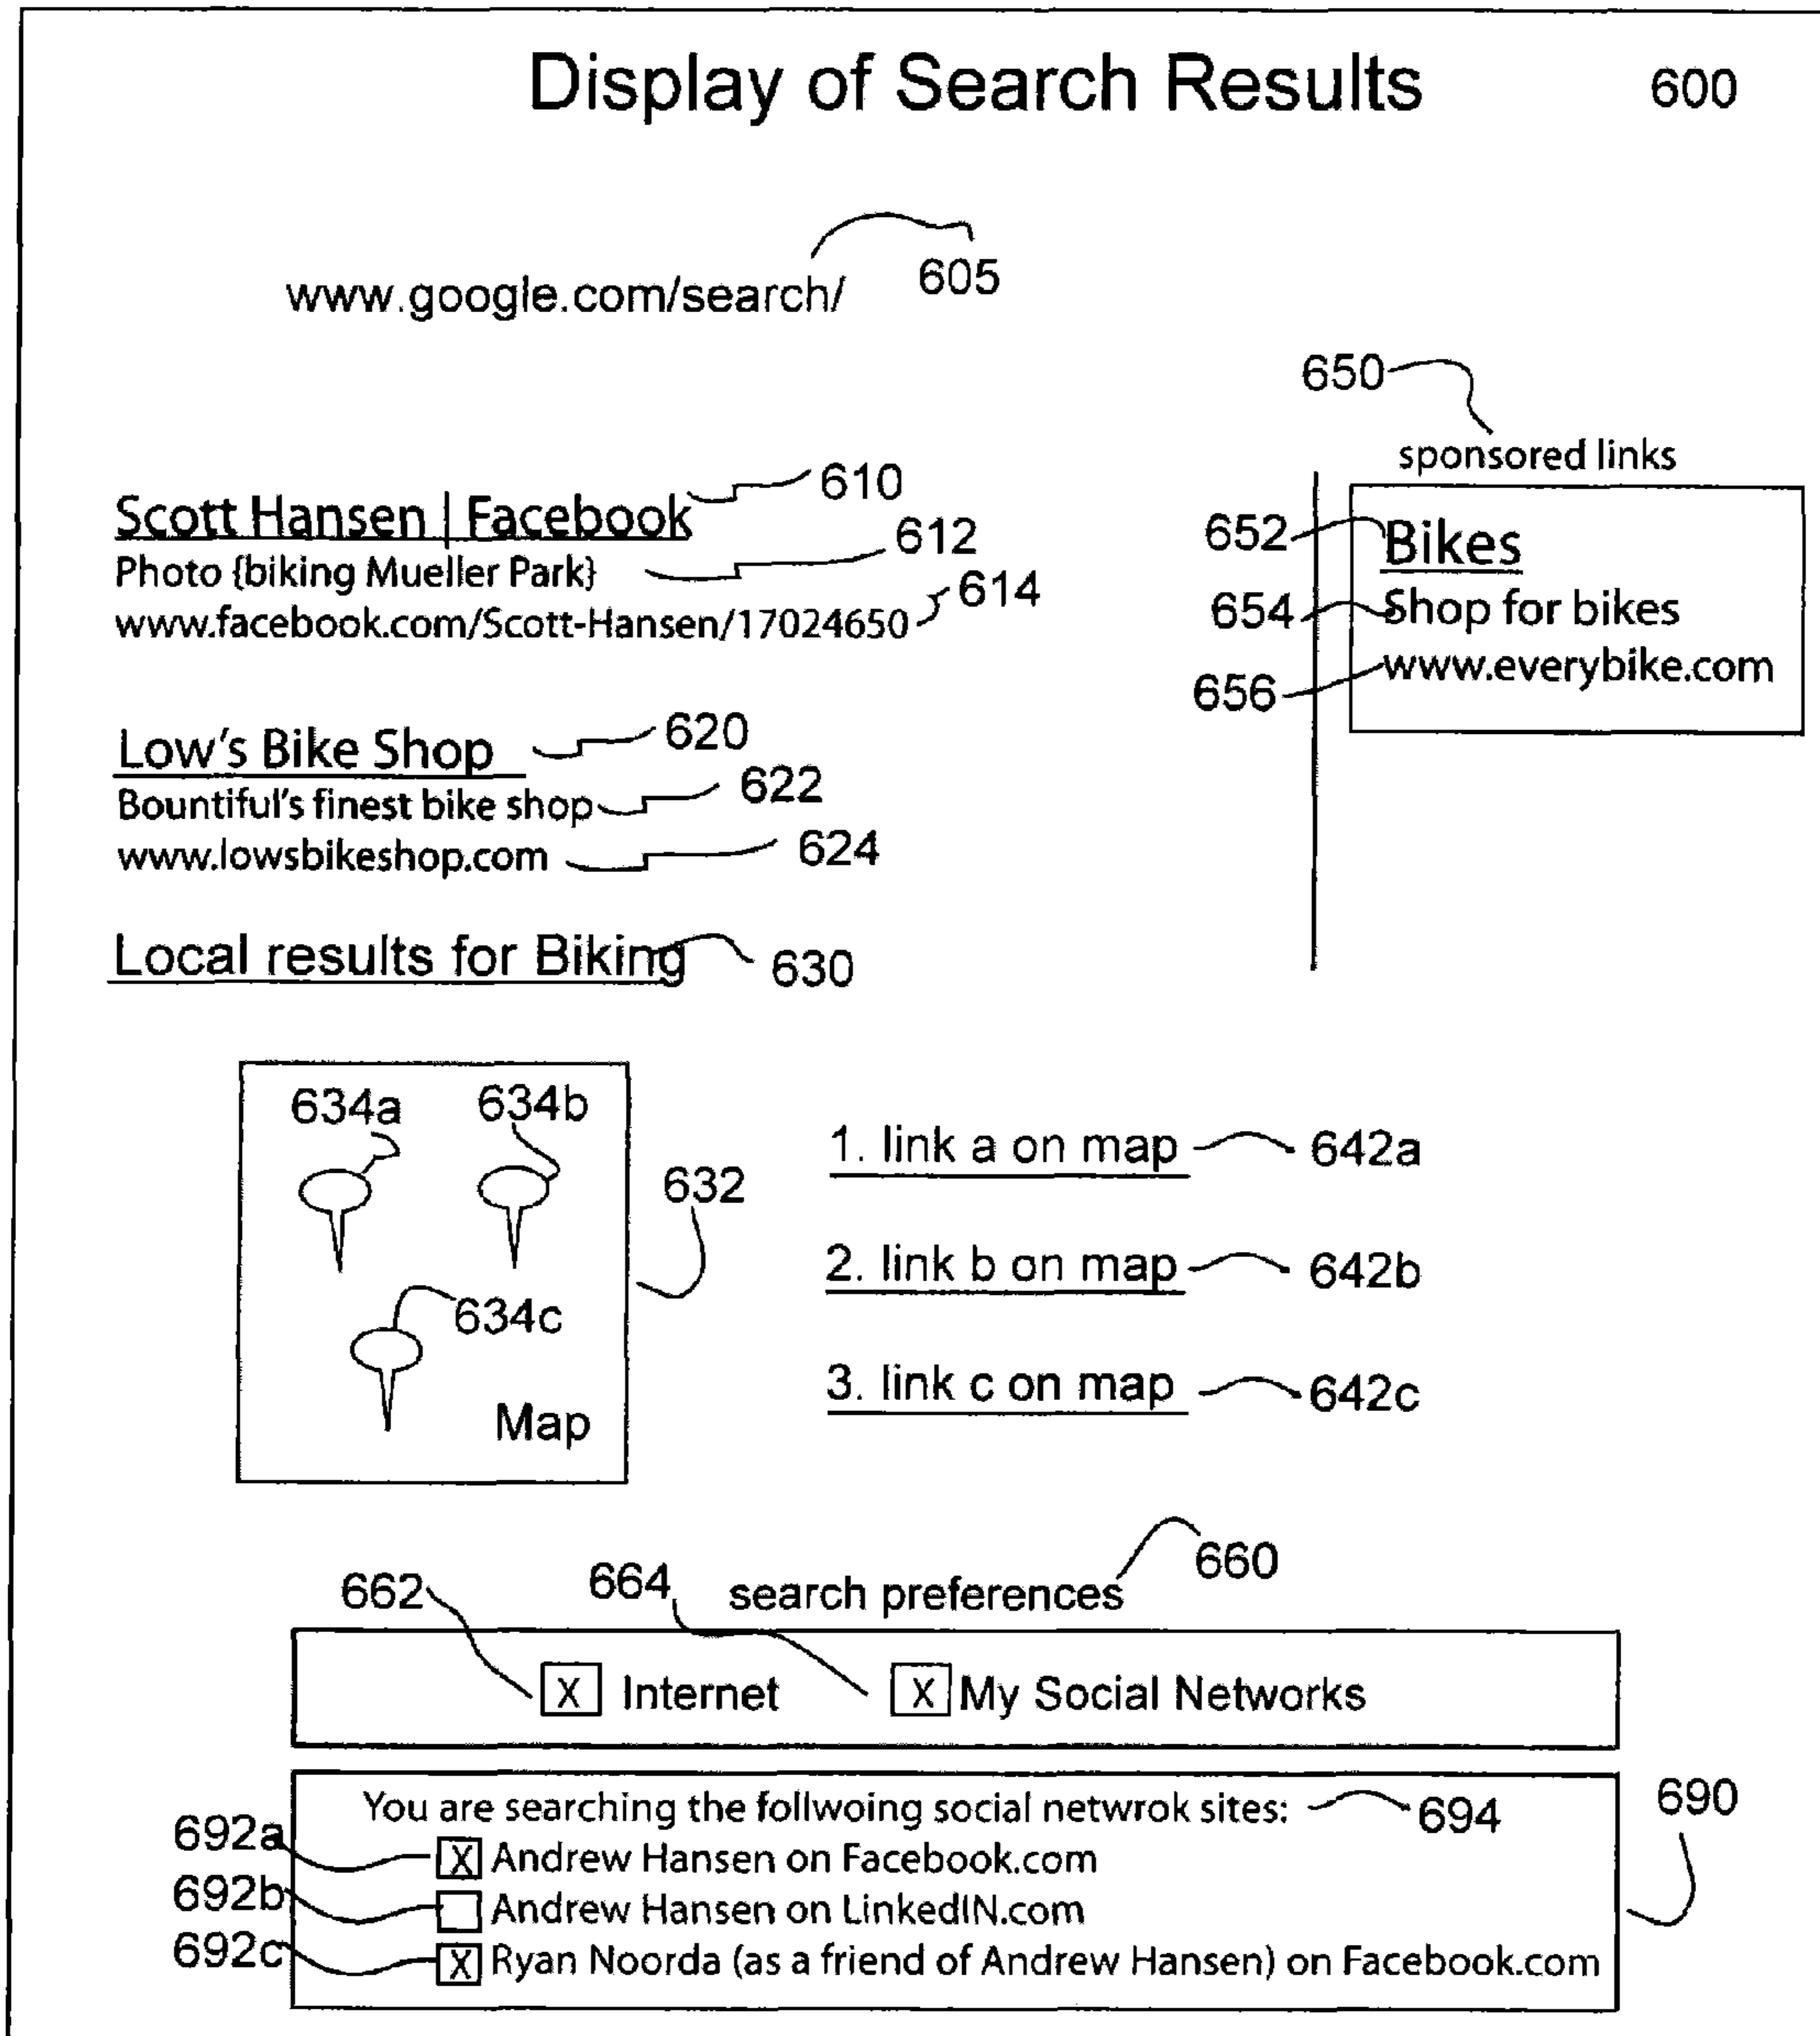 Display of Search Results 600
605
www.google.com/search/
650
sponsored links
Scott Hansen | Facebook 610
Photo {biking Mueller Park} 612
www.facebook.com/Scott-Hansen/17024650 614
652 Bikes
654 Shop for bikes
656 www.everybike.com
Low's Bike Shop 620
Bountiful's finest bike shop 622
www.lowsbikeshop.com 624
Local results for Biking 630
634a 634b
632
634c
Map
1. link a on map 642a
2. link b on map 642b
3. link c on map 642c
660
662 664 search preferences
X Internet X My Social Networks
690
You are searching the follwoing social netwrok sites: 694
692a X Andrew Hansen on Facebook.com
692b Andrew Hansen on LinkedIN.com
692c X Ryan Noorda (as a friend of Andrew Hansen) on Facebook.com